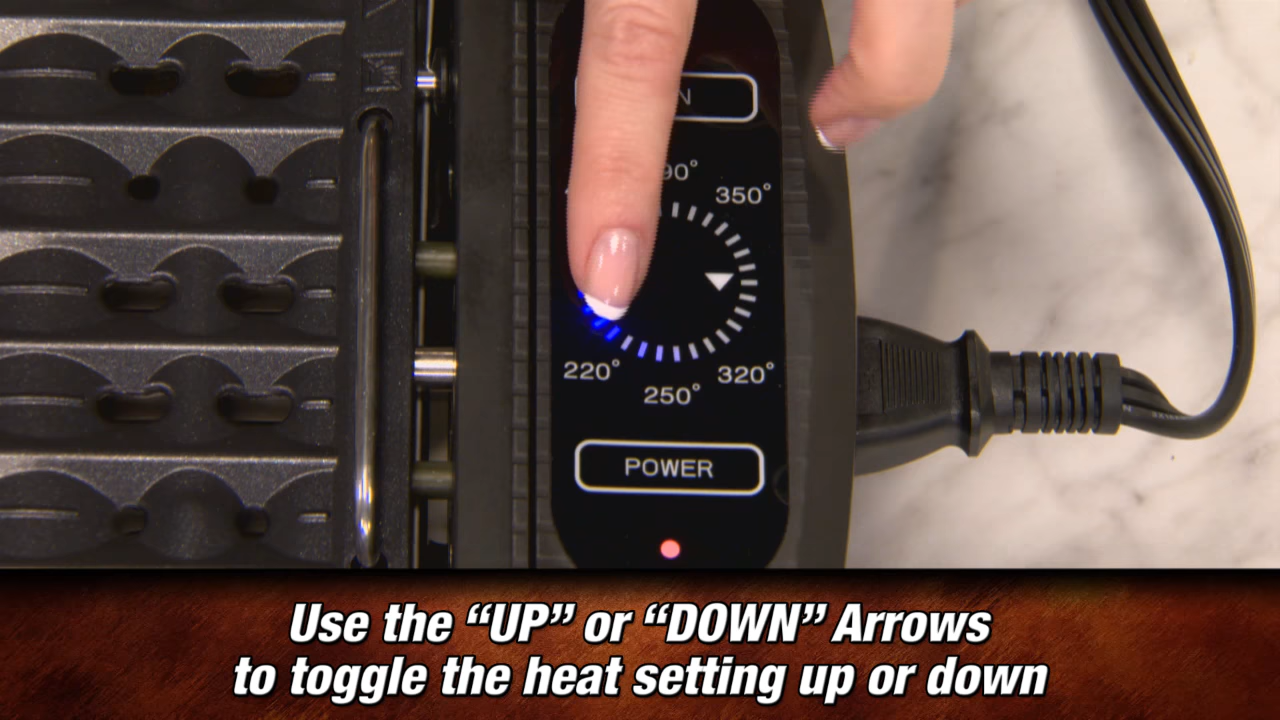 350°
220°
320°
250°
POWER
Use the “UP” or “DOWN” Arrows
to toggle the heat setting up or down